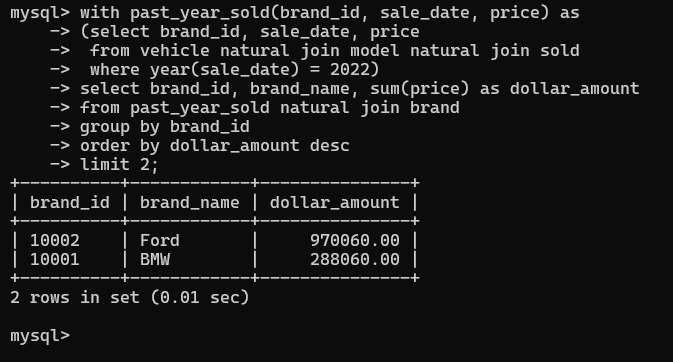 mysql> with past_year_sold(brand_id, sale_date, price) as
    -> (select brand_id, sale_date, price
    ->  from vehicle natural join model natural join sold
    ->  where year(sale_date) = 2022)
    -> select brand_id, brand_name, sum(price) as dollar_amount
    -> from past_year_sold natural join brand
    -> group by brand_id
    -> order by dollar_amount desc
    -> limit 2;
+----------+------------+---------------+
| brand_id | brand_name | dollar_amount |
+----------+------------+---------------+
| 10002    | Ford       |     970060.00 |
| 10001    | BMW        |     288060.00 |
+----------+------------+---------------+
2 rows in set (0.01 sec)
mysql>